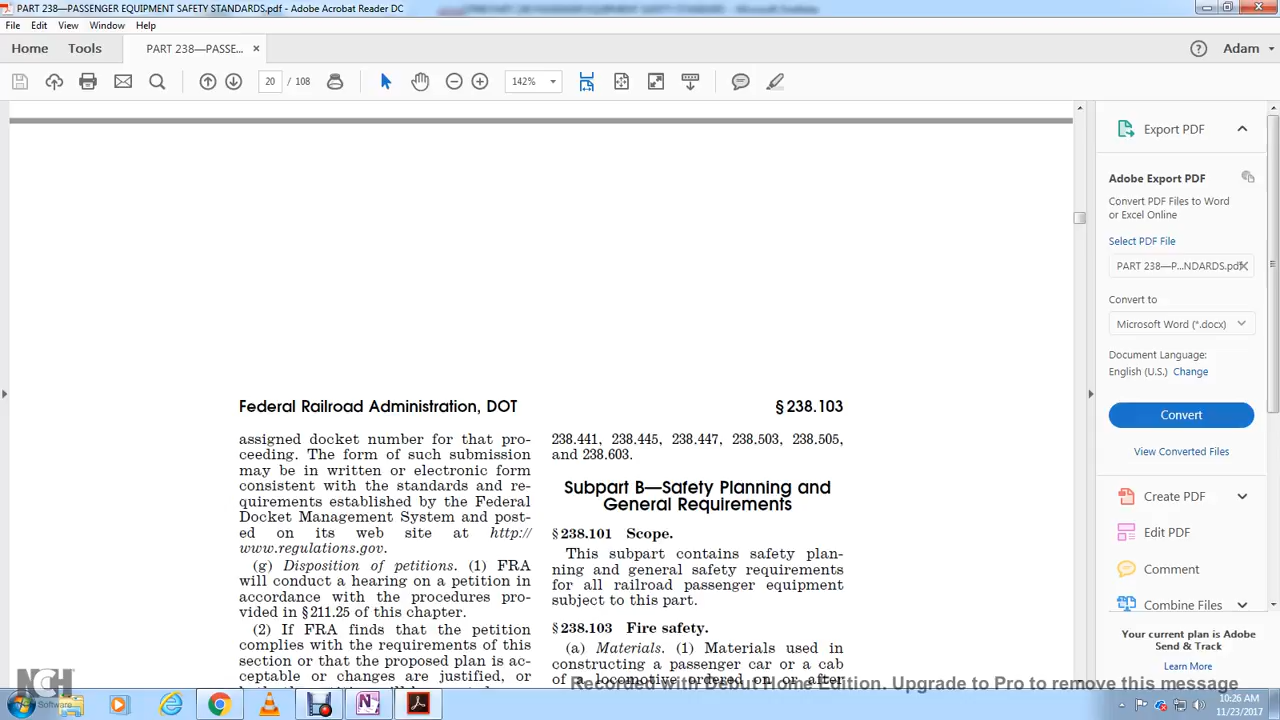 PART 238—PASSENGER EQUIPMENT SAFETY STANDARDS.pdf - Adobe Acrobat Reader DC
File Edit View Window Help
Home Tools PART 238—PASSE... × Adam
20 / 108 142%
Federal Railroad Administration, DOT § 238.103
assigned docket number for that pro-
ceeding. The form of such submission
may be in written or electronic form
consistent with the standards and re-
quirements established by the Federal
Docket Management System and post-
ed on its web site at http://
www.regulations.gov.
(g) Disposition of petitions. (1) FRA
will conduct a hearing on a petition in
accordance with the procedures pro-
vided in § 211.25 of this chapter.
(2) If FRA finds that the petition
complies with the requirements of this
section or that the proposed plan is ac-
ceptable or changes are justified, or
238.441, 238.445, 238.447, 238.503, 238.505,
and 238.603.
Subpart B—Safety Planning and
General Requirements
§ 238.101 Scope.
This subpart contains safety plan-
ning and general safety requirements
for all railroad passenger equipment
subject to this part.
§ 238.103 Fire safety.
(a) Materials. (1) Materials used in
constructing a passenger car or a cab
of a locomotive ordered on or after
Export PDF
Adobe Export PDF
Convert PDF Files to Word
or Excel Online
Select PDF File
PART 238—P...NDARDS.pdf
Convert to
Microsoft Word (*.docx)
Document Language:
English (U.S.) Change
Convert
View Converted Files
Create PDF
Edit PDF
Comment
Combine Files
Your current plan is Adobe
Send & Track
Learn More
Recorded with Debut Home Edition. Upgrade to Pro to remove this message
NCH
Software
10:26 AM
11/23/2017